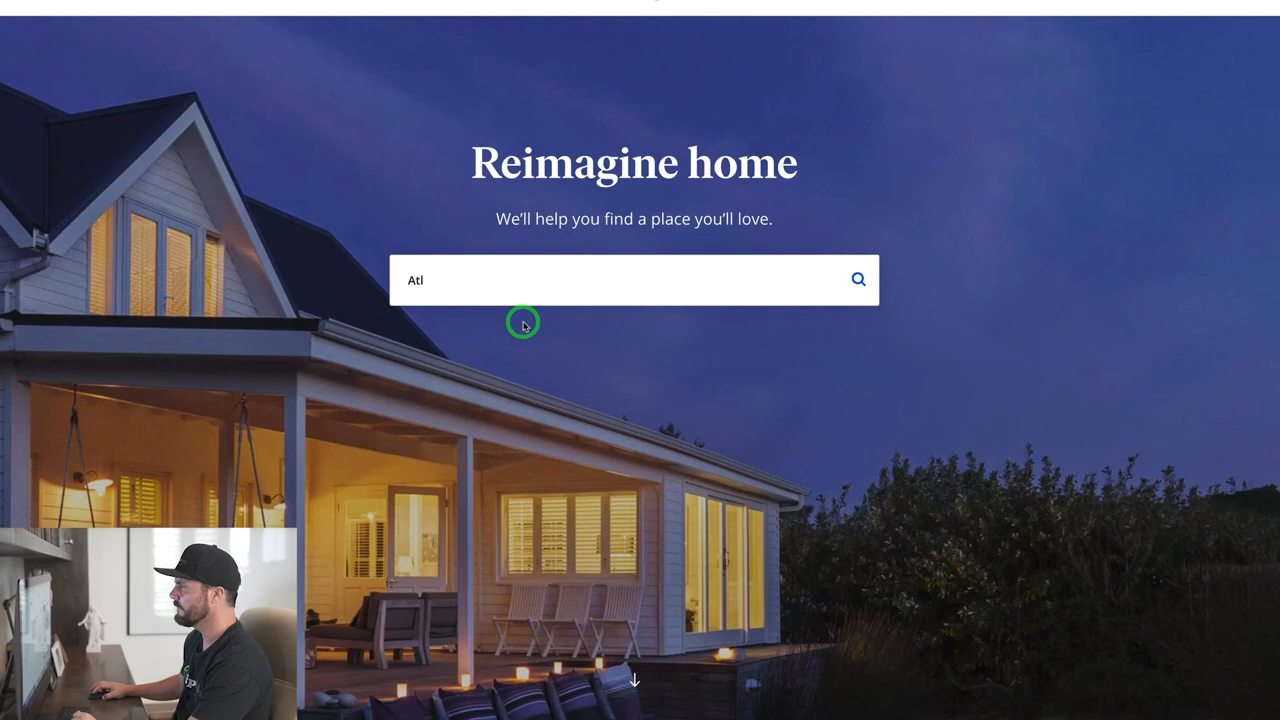 Reimagine home
We’ll help you find a place you’ll love.
Atl